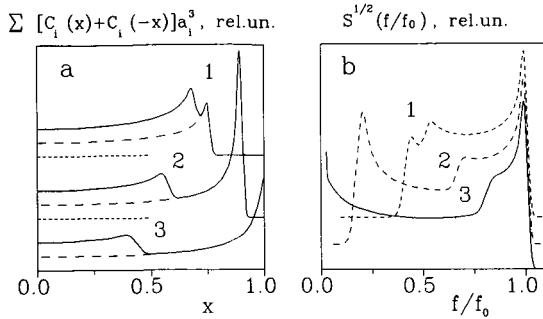 Σ [C_i (x)+C_i (-x)]a_i^3, rel.un.
S^{1/2}(f/f_0), rel.un.
a
1
2
3
0.0
0.5
1.0
x
b
1
2
3
0.0
0.5
1.0
f/f_0